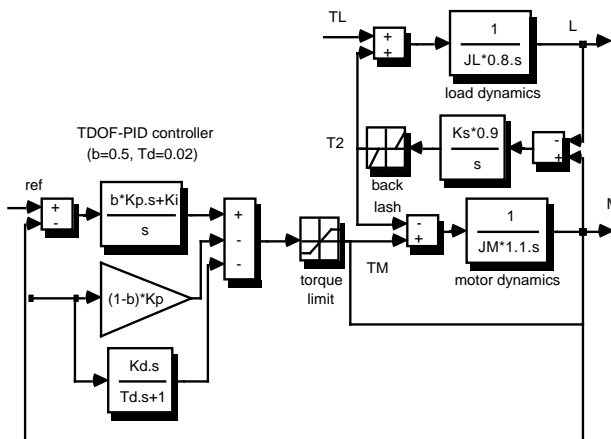 TL
+
+
1
JL*0.8.s
load dynamics
L
TDOF-PID controller
(b=0.5, Td=0.02)
T2
back
lash
Ks*0.9
s
-
+
ref
+
-
b*Kp.s+Ki
s
+
-
-
torque
limit
TM
-
+
1
JM*1.1.s
motor dynamics
M
(1-b)*Kp
Kd.s
Td.s+1